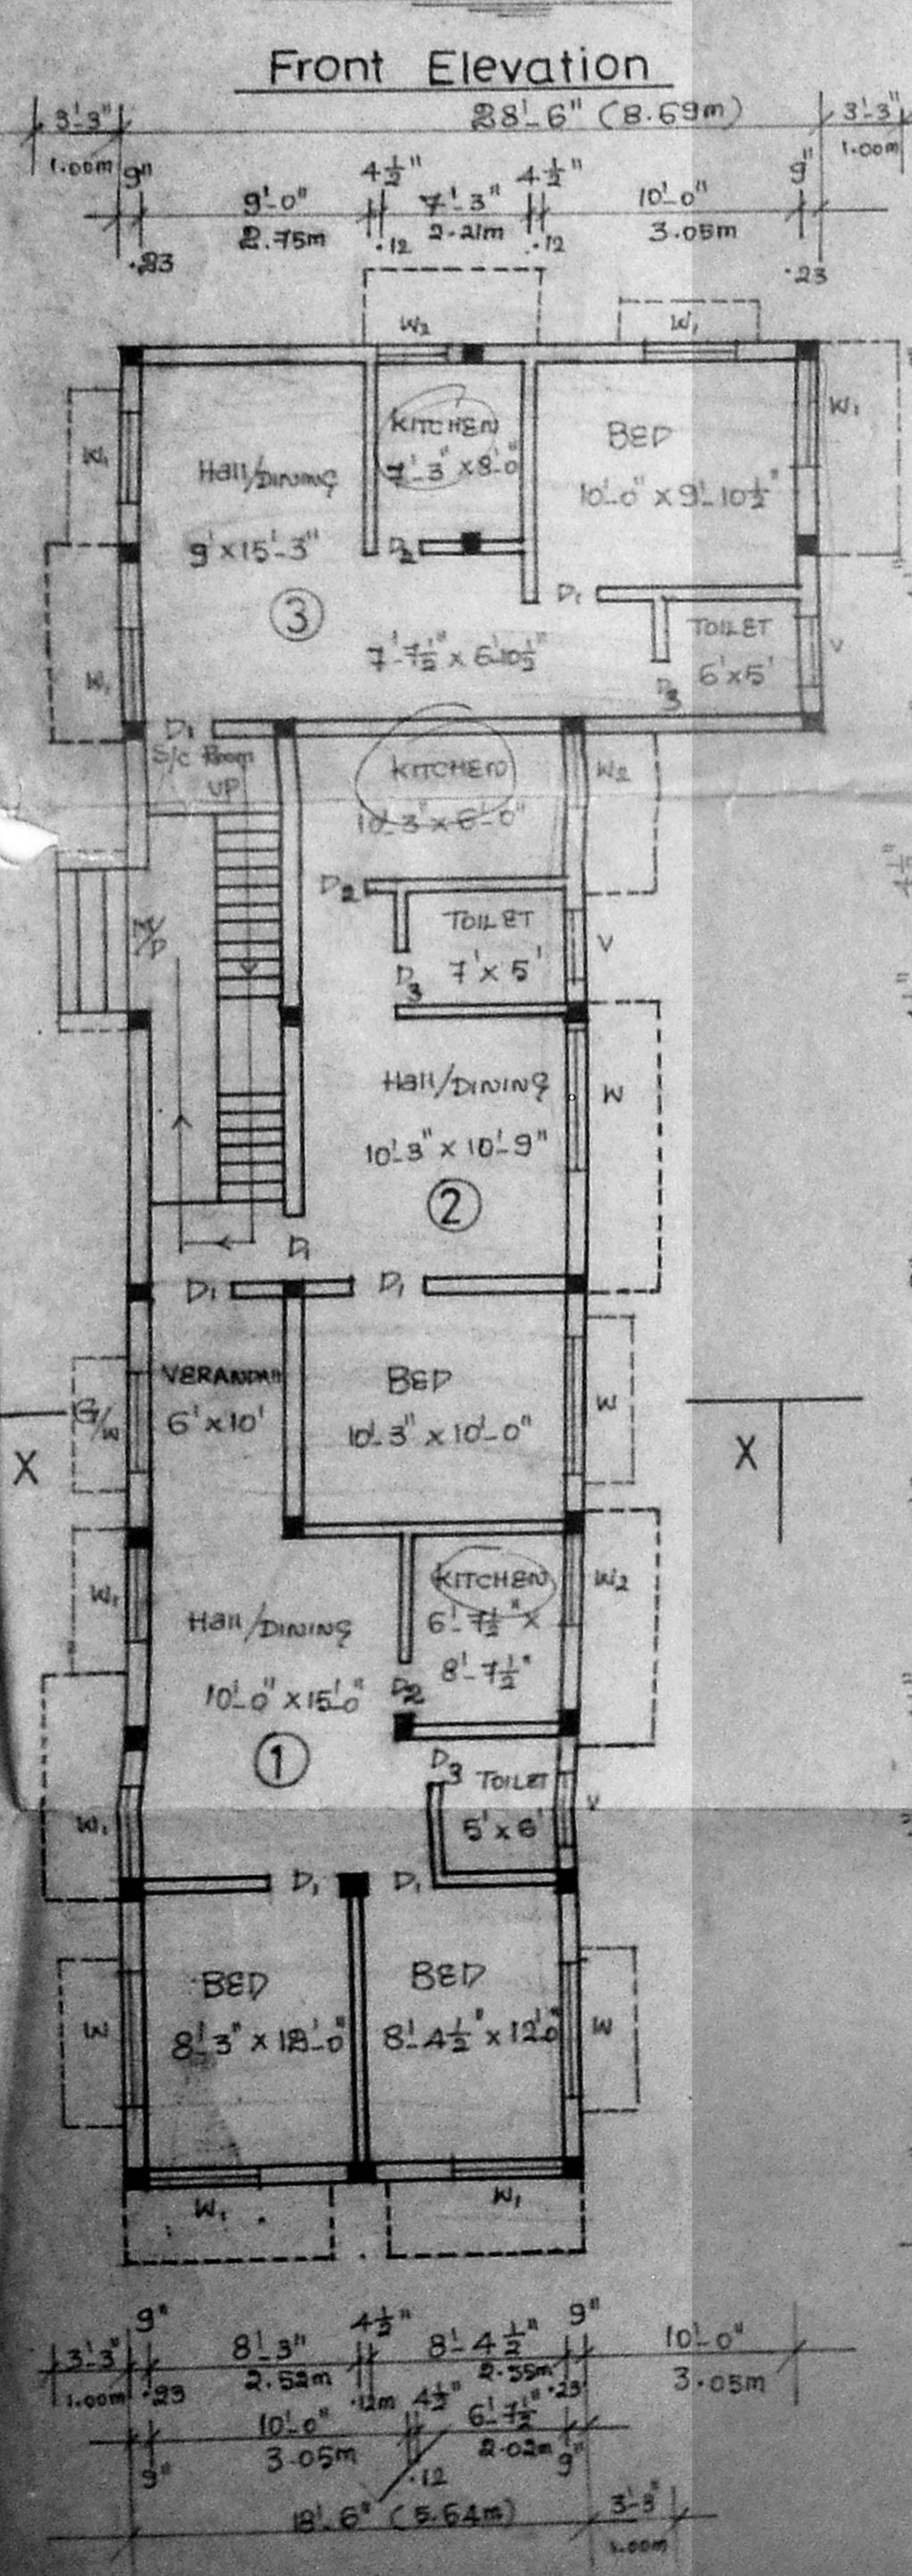 Front Elevation
3'-3" 28'-6" (8.69m) 3'-3"
1.00m 1.00m
9" 4½" 4½" 9"
9'-0" 7'-3" 10'-0"
2.75m .12 2.21m .12 3.05m
.23 .23
W2 W1
W1
KITCHEN BED
W1 Hall/DINING 7'-3" x 8'-0" 10'-0" x 9'-10½"
9' x 15'-3" D2
3 D1
TOILET
7'-7½" x 6'-10½" V
W1 D3 6' x 5'
D1
S/c Room KITCHEN W2
UP
10'-3" x 6'-0"
D2
TOILET
M/D V
D3 7' x 5'
Hall/DINING W
10'-3" x 10'-9"
2
D1
D1 D1
VERANDAH BED
G/W 6' x 10' 10'-3" x 10'-0" W
X X
KITCHEN W2
W1 Hall/DINING 6'-7½" x
8'-7½"
10'-0" x 15'-0" D2
1 D3 TOILET
W1 5' x 6' V
D1 D1
BED BED
W 8'-3" x 12'-0" 8'-4½" x 12'-0" W
W1 W1
9" 4½" 9"
3'-3" 8'-3" 8'-4½" 10'-0"
1.00m .23 2.52m .12m 2.55m .23 3.05m
4½"
10'-0" 6'-7½"
9" 3.05m .12 2.02m 9"
18'-6" (5.64m) 3'-3"
1.00m